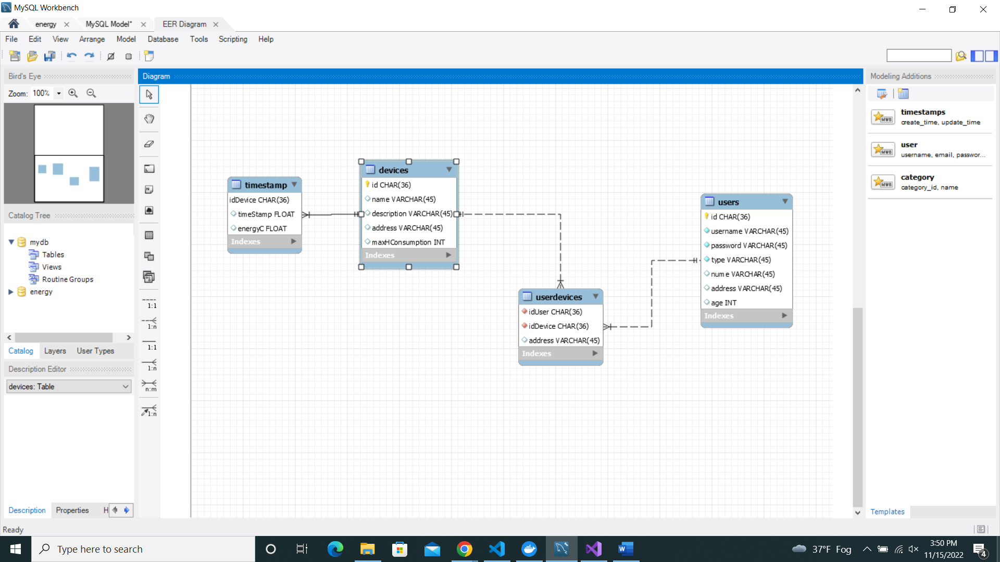 MySQL Workbench
energy
MySQL Model*
EER Diagram
File Edit View Arrange Model Database Tools Scripting Help
Bird's Eye
Zoom: 100%
Catalog Tree
mydb
Tables
Views
Routine Groups
energy
Catalog Layers User Types
Description Editor
devices: Table
Description Properties H
Ready
Diagram
1:1
1:n
1:1
1:n
n:m
1:n
timestamp
idDevice CHAR(36)
timeStamp FLOAT
energyC FLOAT
Indexes
devices
id CHAR(36)
name VARCHAR(45)
description VARCHAR(45)
address VARCHAR(45)
maxHConsumption INT
Indexes
userdevices
idUser CHAR(36)
idDevice CHAR(36)
address VARCHAR(45)
Indexes
users
id CHAR(36)
username VARCHAR(45)
password VARCHAR(45)
type VARCHAR(45)
nume VARCHAR(45)
address VARCHAR(45)
age INT
Indexes
Modeling Additions
MWB
timestamps
create_time, update_time
MWB
user
username, email, passwor...
MWB
category
category_id, name
Templates
Type here to search
37°F Fog
3:50 PM
11/15/2022
4